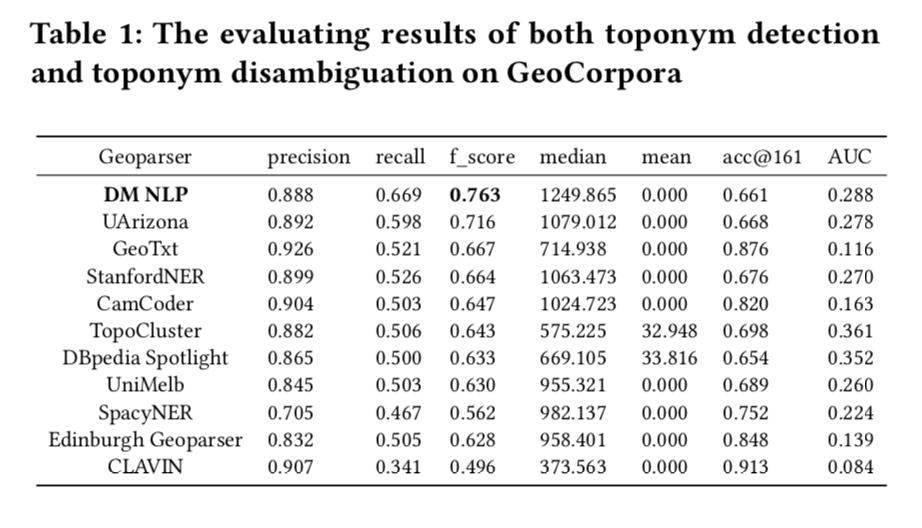 Table 1: The evaluating results of both toponym detection
and toponym disambiguation on GeoCorpora
Geoparser precision recall f_score median mean acc@161 AUC
DM NLP 0.888 0.669 0.763 1249.865 0.000 0.661 0.288
UArizona 0.892 0.598 0.716 1079.012 0.000 0.668 0.278
GeoTxt 0.926 0.521 0.667 714.938 0.000 0.876 0.116
StanfordNER 0.899 0.526 0.664 1063.473 0.000 0.676 0.270
CamCoder 0.904 0.503 0.647 1024.723 0.000 0.820 0.163
TopoCluster 0.882 0.506 0.643 575.225 32.948 0.698 0.361
DBpedia Spotlight 0.865 0.500 0.633 669.105 33.816 0.654 0.352
UniMelb 0.845 0.503 0.630 955.321 0.000 0.689 0.260
SpacyNER 0.705 0.467 0.562 982.137 0.000 0.752 0.224
Edinburgh Geoparser 0.832 0.505 0.628 958.401 0.000 0.848 0.139
CLAVIN 0.907 0.341 0.496 373.563 0.000 0.913 0.084